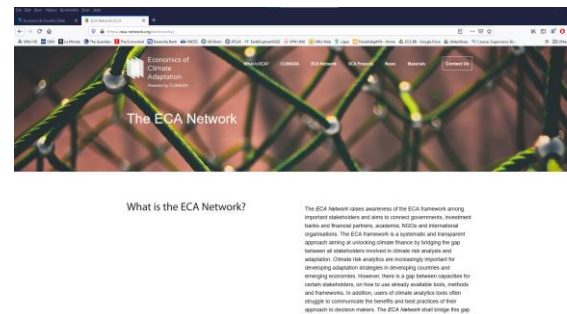 ECA Network | ECA
Economics of
Climate
Adaptation
Powered by CLIMADA
What is ECA?
CLIMADA
ECA Network
ECA Projects
News
Materials
Contact Us
The ECA Network
What is the ECA Network?
The ECA Network raises awareness of the ECA framework among
important stakeholders and aims to connect governments, investment
banks and financial partners, academia, NGOs and international
organisations. The ECA framework is a systematic and transparent
approach aiming at unlocking climate finance by bridging the gap
between all stakeholders involved in climate risk analysis and
adaptation. Climate risk analytics are increasingly important for
developing adaptation strategies in developing countries and
emerging economies. However, there is a gap between capacities for
certain stakeholders, on how to use already available tools, methods
and frameworks. In addition, users of climate analytics tools often
struggle to communicate the benefits and best practices of their
approach to decision makers. The ECA Network shall bridge this gap